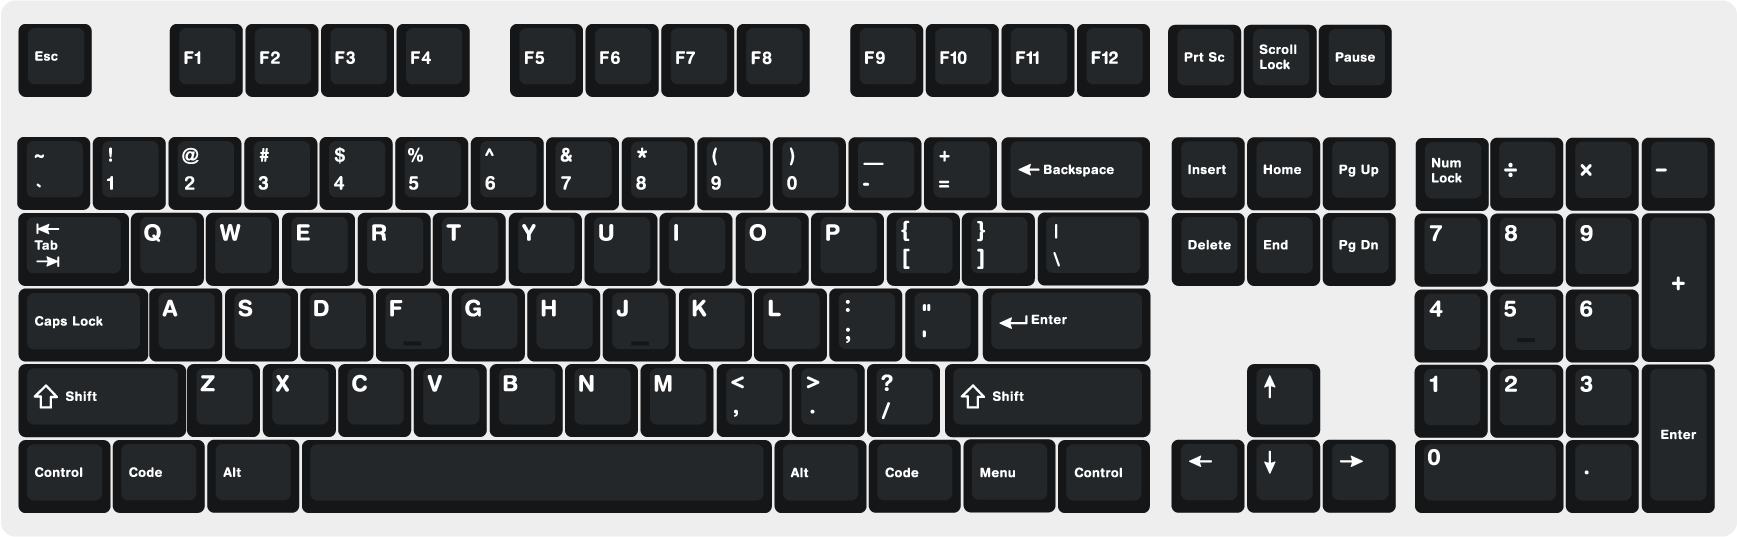 Esc F1 F2 F3 F4 F5 F6 F7 F8 F9 F10 F11 F12 Prt Sc Scroll Lock Pause
~ ! @ # $ % ^ & * ( ) — + ← Backspace Insert Home Pg Up Num Lock ÷ × −
` 1 2 3 4 5 6 7 8 9 0 - =
⇤ Tab ⇥ Q W E R T Y U I O P { } | Delete End Pg Dn 7 8 9 +
[ ] \
Caps Lock A S D F G H J K L : " ↵ Enter 4 5 6
; '
⇧ Shift Z X C V B N M < > ? ⇧ Shift ↑ 1 2 3 Enter
, . /
Control Code Alt Alt Code Menu Control ← ↓ → 0 .